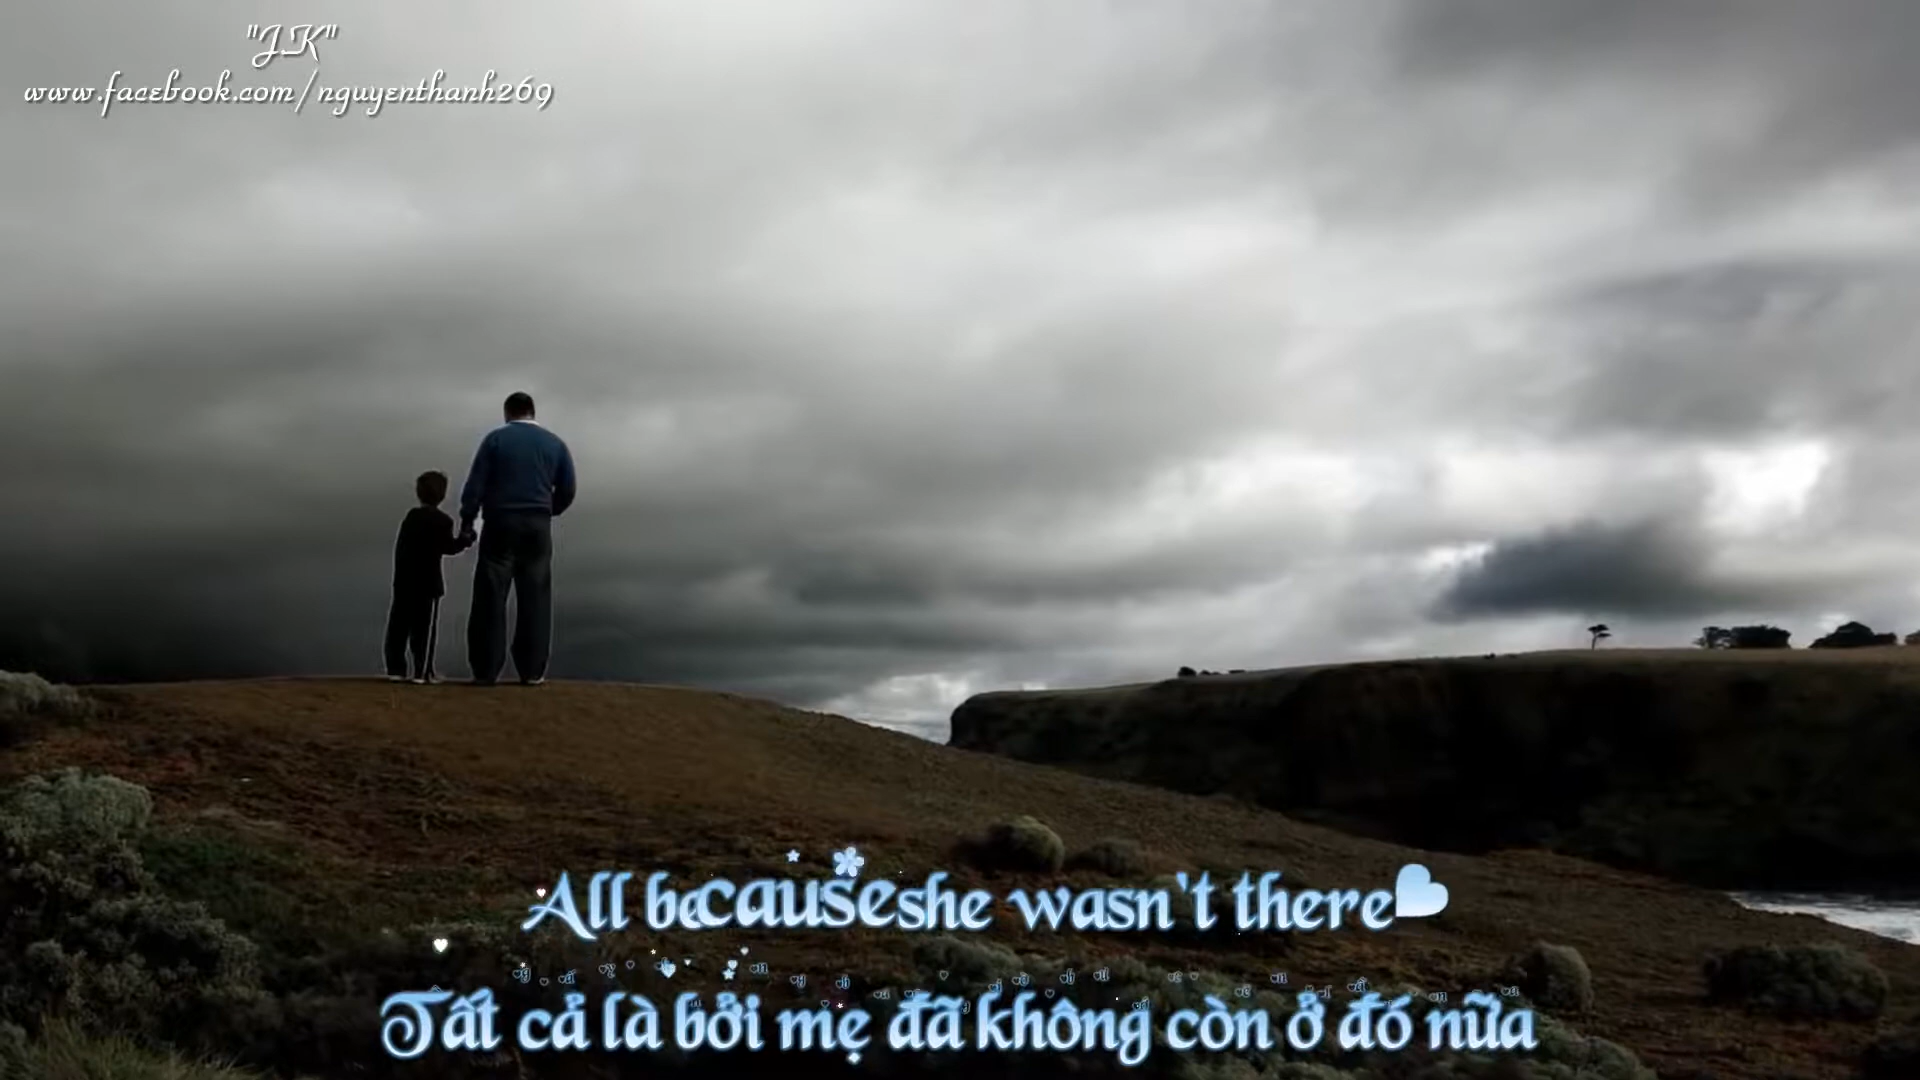 "J.K"
www.facebook.com/nguyenthanh269
All because she wasn't there
Tất cả là bởi mẹ đã không còn ở đó nữa